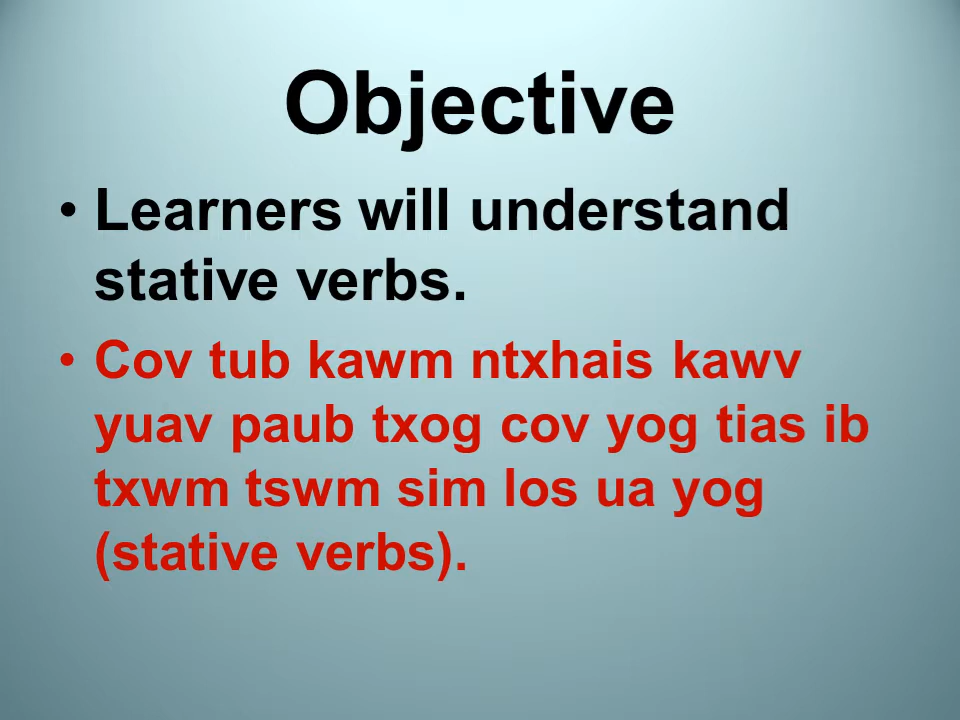 Objective
• Learners will understand
stative verbs.
• Cov tub kawm ntxhais kawv
yuav paub txog cov yog tias ib
txwm tswm sim los ua yog
(stative verbs).